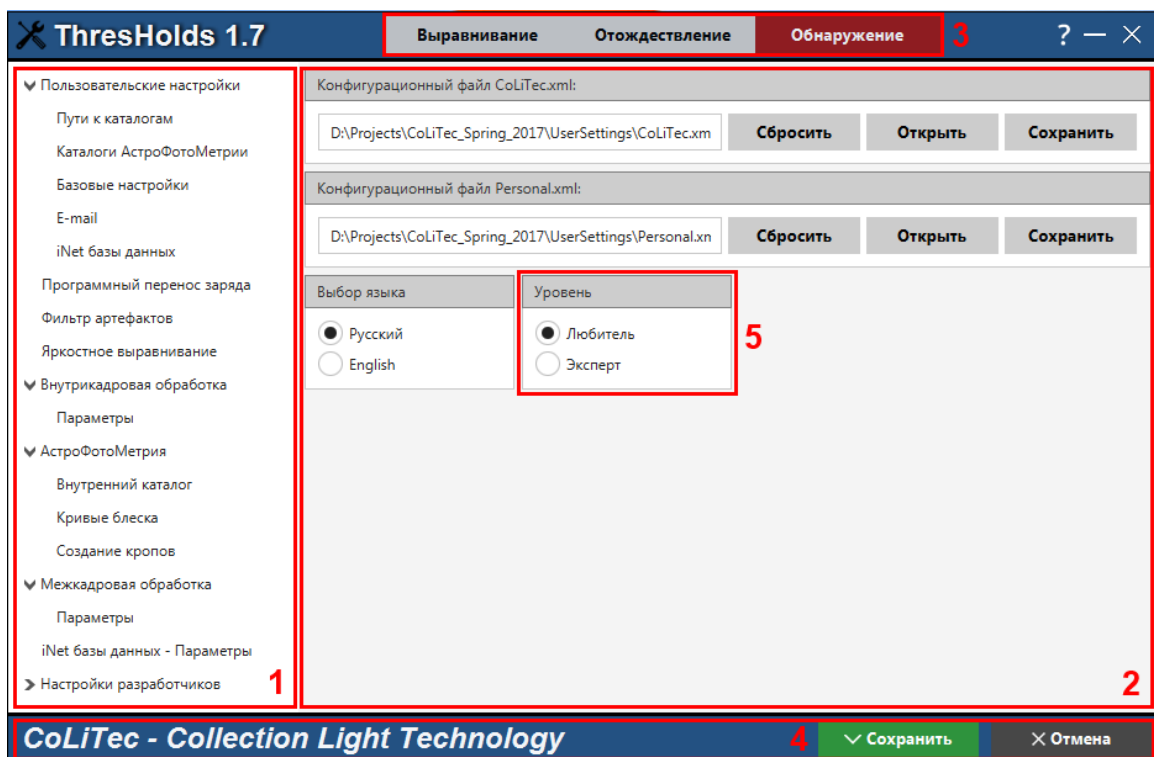 ThresHolds 1.7
Выравнивание Отождествление Обнаружение 3 ? — ×
Пользовательские настройки
Пути к каталогам
Каталоги АстроФотоМетрии
Базовые настройки
E-mail
iNet базы данных
Программный перенос заряда
Фильтр артефактов
Яркостное выравнивание
Внутрикадровая обработка
Параметры
АстроФотоМетрия
Внутренний каталог
Кривые блеска
Создание кропов
Межкадровая обработка
Параметры
iNet базы данных - Параметры
Настройки разработчиков
1
Конфигурационный файл CoLiTec.xml:
D:\Projects\CoLiTec_Spring_2017\UserSettings\CoLiTec.xm Сбросить Открыть Сохранить
Конфигурационный файл Personal.xml:
D:\Projects\CoLiTec_Spring_2017\UserSettings\Personal.xn Сбросить Открыть Сохранить
Выбор языка
Русский
English
Уровень
Любитель
Эксперт
5
2
CoLiTec - Collection Light Technology 4 Сохранить Отмена